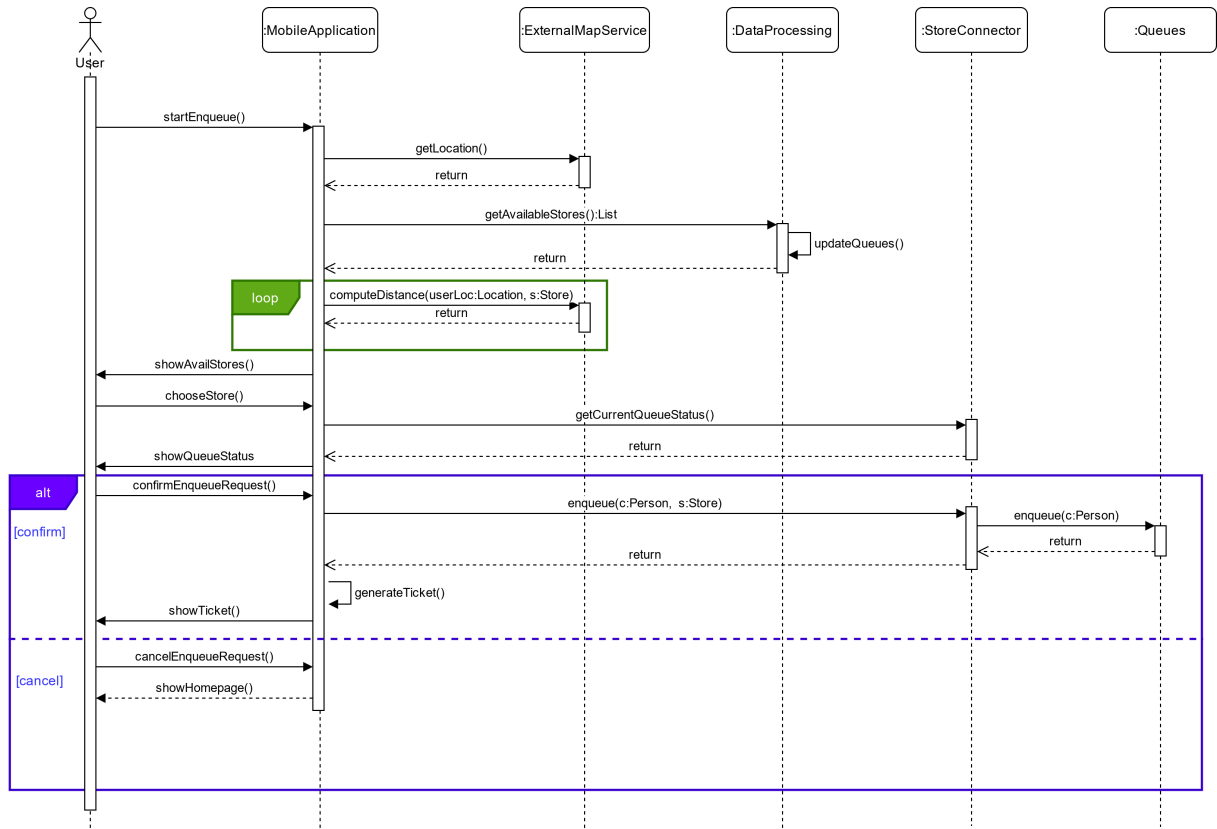 User
:MobileApplication
:ExternalMapService
:DataProcessing
:StoreConnector
:Queues
startEnqueue()
getLocation()
return
getAvailableStores():List
updateQueues()
return
loop
computeDistance(userLoc:Location, s:Store)
return
showAvailStores()
chooseStore()
getCurrentQueueStatus()
return
showQueueStatus
alt
confirmEnqueueRequest()
enqueue(c:Person,  s:Store)
enqueue(c:Person)
[confirm]
return
return
generateTicket()
showTicket()
cancelEnqueueRequest()
[cancel]
showHomepage()